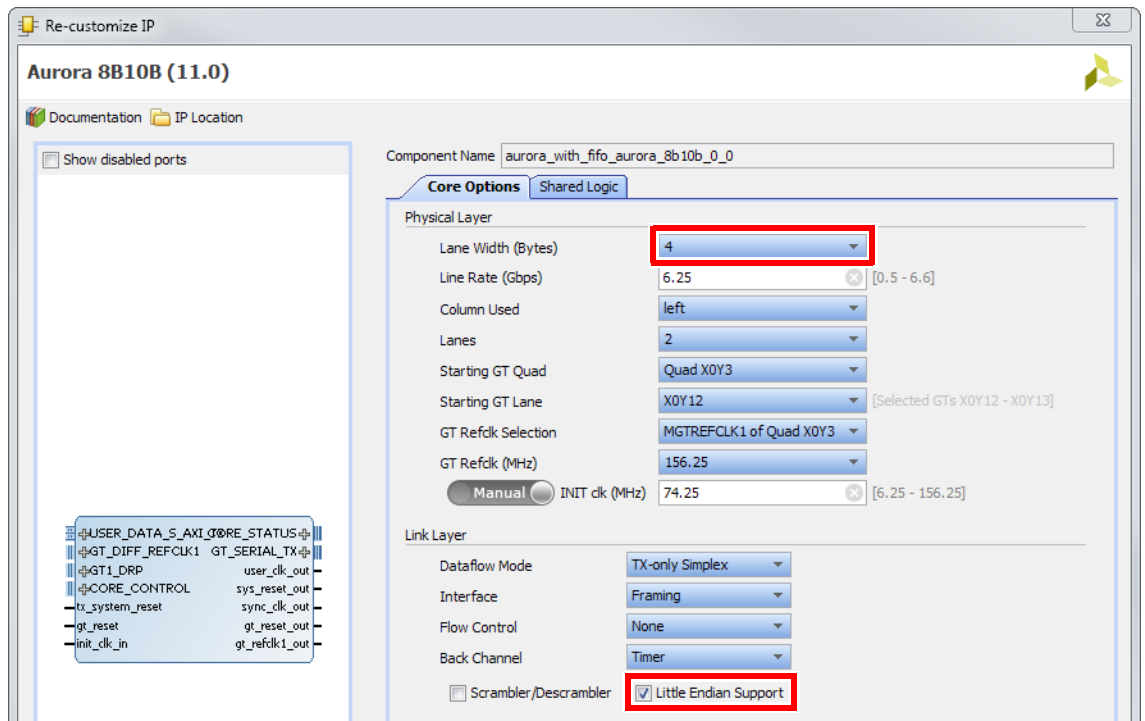 Re-customize IP
Aurora 8B10B (11.0)
Documentation IP Location
Show disabled ports
Component Name aurora_with_fifo_aurora_8b10b_0_0
Core Options Shared Logic
Physical Layer
Lane Width (Bytes) 4
Line Rate (Gbps) 6.25 [0.5 - 6.6]
Column Used left
Lanes 2
Starting GT Quad Quad X0Y3
Starting GT Lane X0Y12 [Selected GTs X0Y12 - X0Y13]
GT Refclk Selection MGTREFCLK1 of Quad X0Y3
GT Refclk (MHz) 156.25
Manual INIT clk (MHz) 74.25 [6.25 - 156.25]
USER_DATA_S_AXI_ CORE_STATUS
GT_DIFF_REFCLK1 GT_SERIAL_TX
GT1_DRP user_clk_out
CORE_CONTROL sys_reset_out
tx_system_reset sync_clk_out
gt_reset gt_reset_out
init_clk_in gt_refclk1_out
Link Layer
Dataflow Mode TX-only Simplex
Interface Framing
Flow Control None
Back Channel Timer
Scrambler/Descrambler Little Endian Support